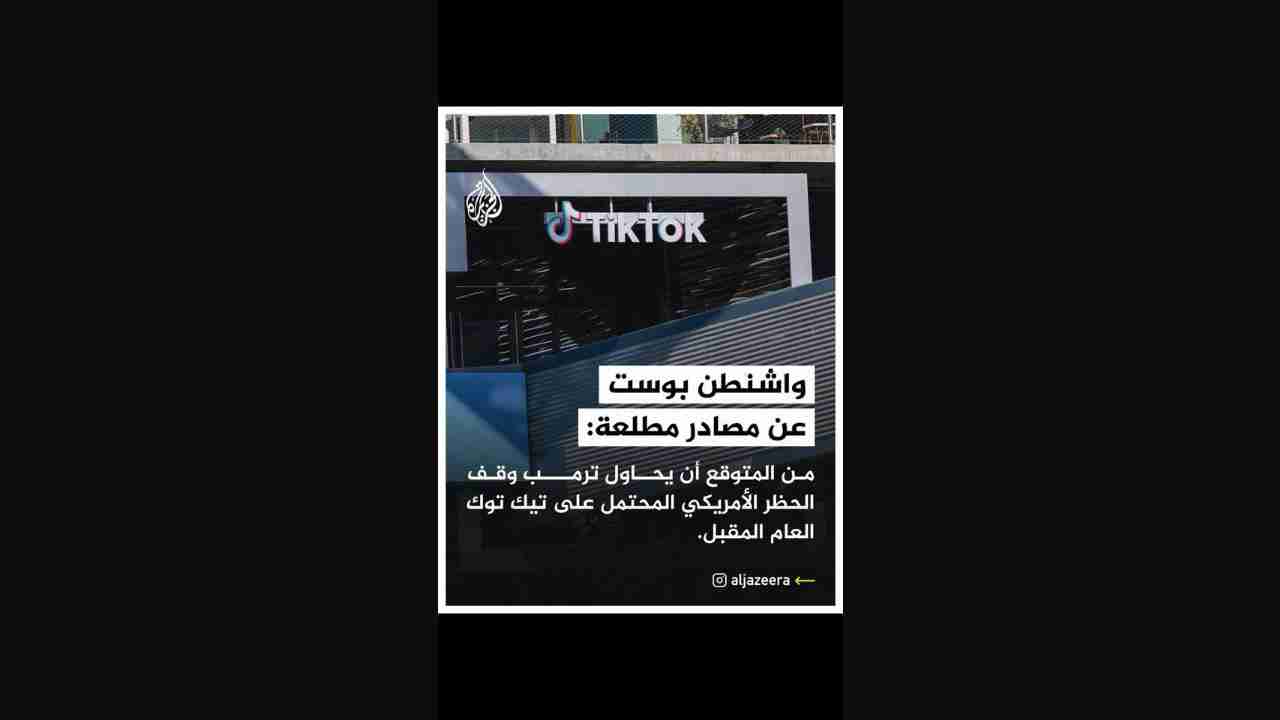 الجزيرة
TikTok
واشنطن بوست
عن مصادر مطلعة:
من المتوقع أن يحاول ترمب وقف
الحظر الأمريكي المحتمل على تيك توك
العام المقبل.
aljazeera